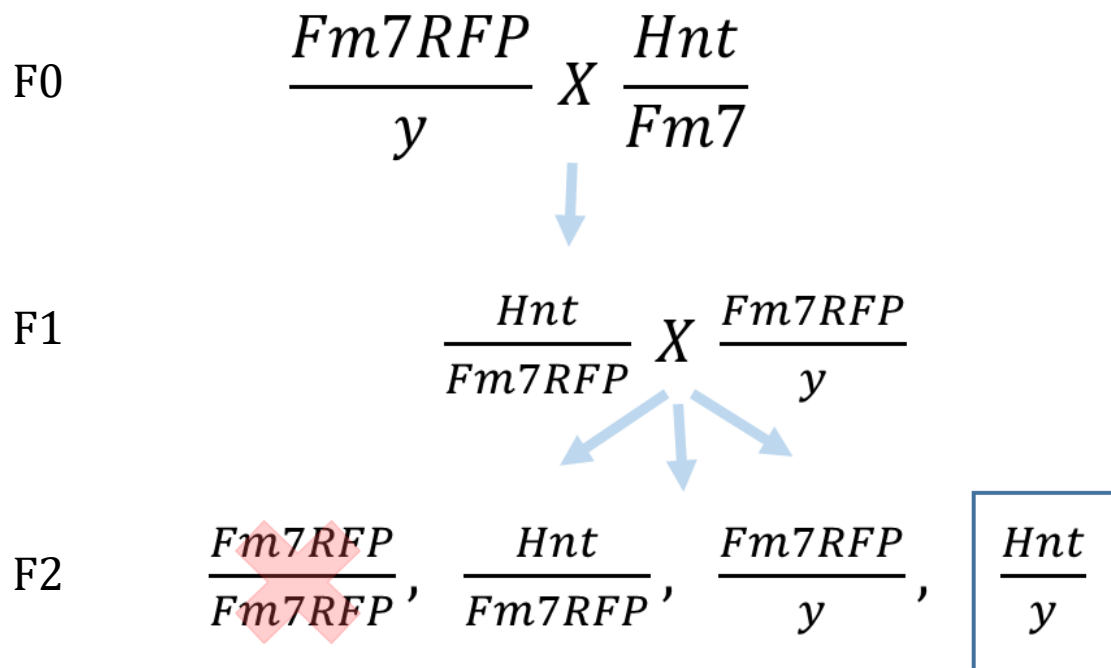 F0 Fm7RFP/y X Hnt/Fm7
F1 Hnt/Fm7RFP X Fm7RFP/y
F2 Fm7RFP/Fm7RFP, Hnt/Fm7RFP, Fm7RFP/y, Hnt/y